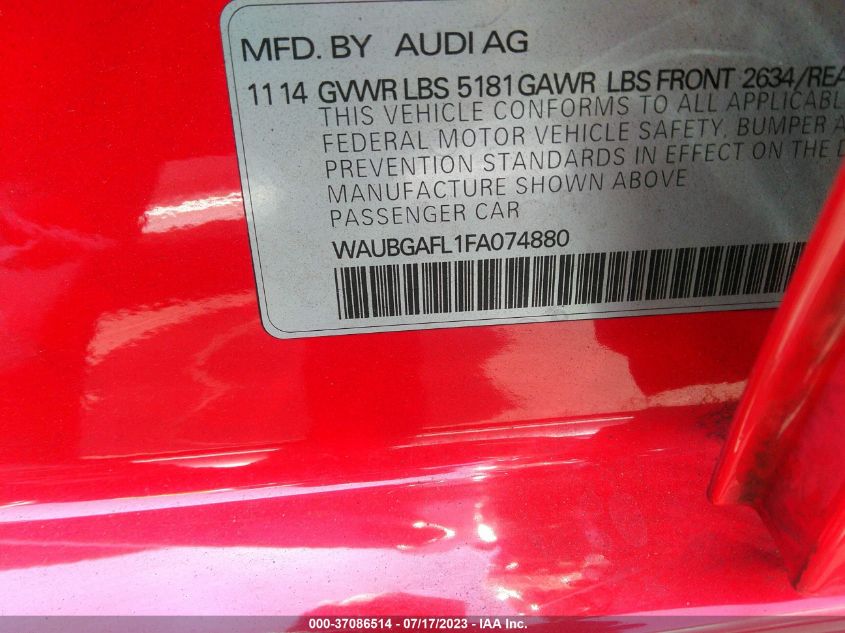 MFD. BY AUDI AG
11 14 GVWR LBS 5181 GAWR LBS FRONT 2634/REA
THIS VEHICLE CONFORMS TO ALL APPLICABL
FEDERAL MOTOR VEHICLE SAFETY, BUMPER A
PREVENTION STANDARDS IN EFFECT ON THE D
MANUFACTURE SHOWN ABOVE
PASSENGER CAR
WAUBGAFL1FA074880
000-37086514 / 07/17/2023 - IAA Inc.